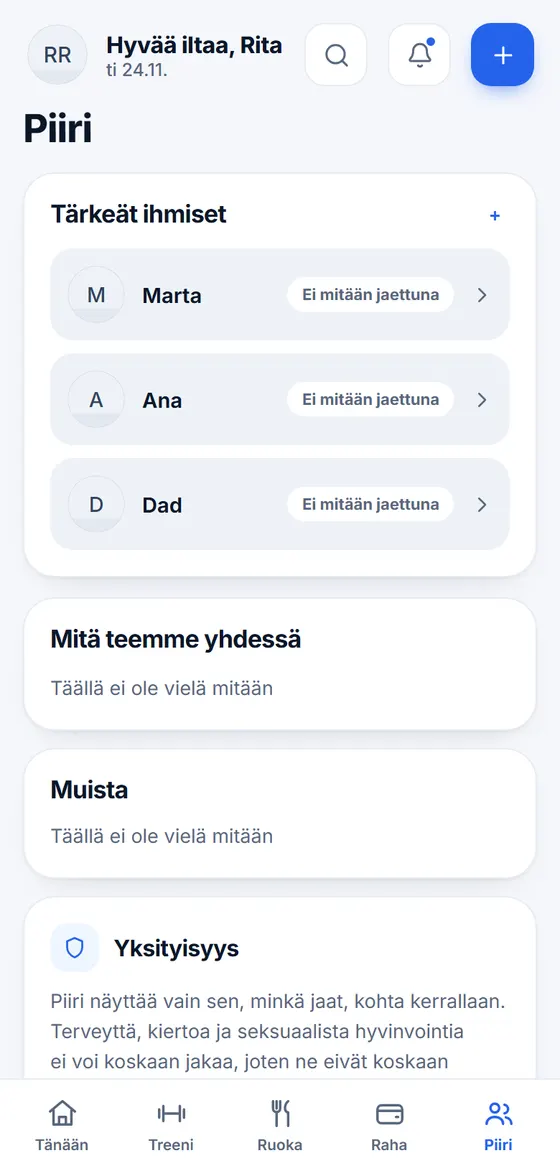 RR
Hyvää iltaa, Rita
ti 24.11.
Piiri
Tärkeät ihmiset
+
M
Marta
Ei mitään jaettuna
A
Ana
Ei mitään jaettuna
D
Dad
Ei mitään jaettuna
Mitä teemme yhdessä
Täällä ei ole vielä mitään
Muista
Täällä ei ole vielä mitään
Yksityisyys
Piiri näyttää vain sen, minkä jaat, kohta kerrallaan.
Terveyttä, kiertoa ja seksuaalista hyvinvointia
ei voi koskaan jakaa, joten ne eivät koskaan
Tänään
Treeni
Ruoka
Raha
Piiri